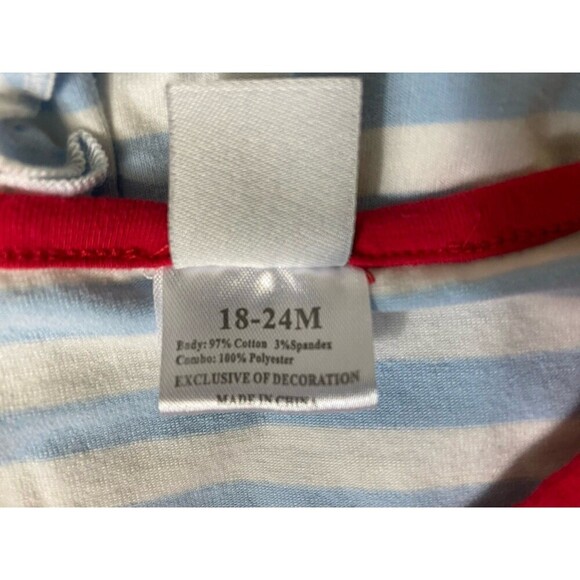 18-24M
Body: 97% Cotton 3%Spandex
Combo: 100% Polyester
EXCLUSIVE OF DECORATION
MADE IN CHINA